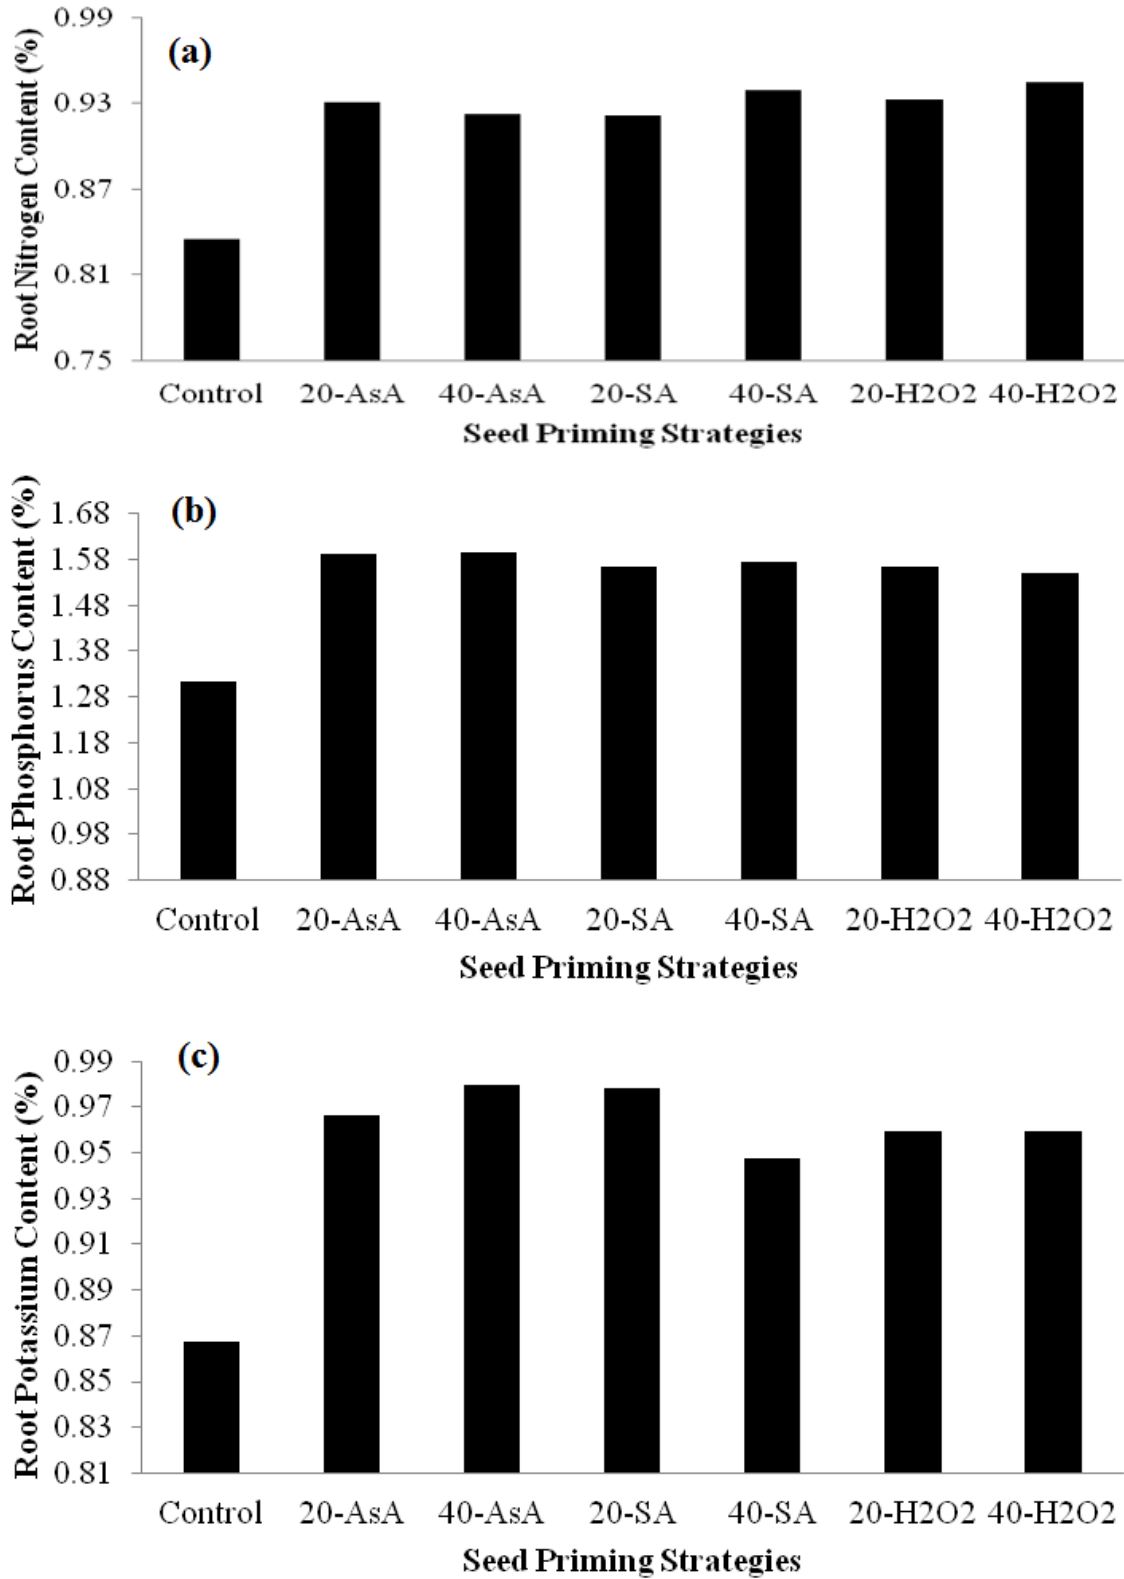 (a)
Root Nitrogen Content (%)
0.99
0.93
0.87
0.81
0.75
Control 20-AsA 40-AsA 20-SA 40-SA 20-H2O2 40-H2O2
Seed Priming Strategies
(b)
Root Phosphorus Content (%)
1.68
1.58
1.48
1.38
1.28
1.18
1.08
0.98
0.88
Control 20-AsA 40-AsA 20-SA 40-SA 20-H2O2 40-H2O2
Seed Priming Strategies
(c)
Root Potassium Content (%)
0.99
0.97
0.95
0.93
0.91
0.89
0.87
0.85
0.83
0.81
Control 20-AsA 40-AsA 20-SA 40-SA 20-H2O2 40-H2O2
Seed Priming Strategies